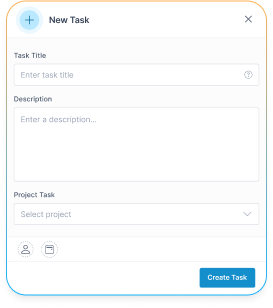 New Task
Task Title
Enter task title
Description
Enter a description...
Project Task
Select project
Create Task